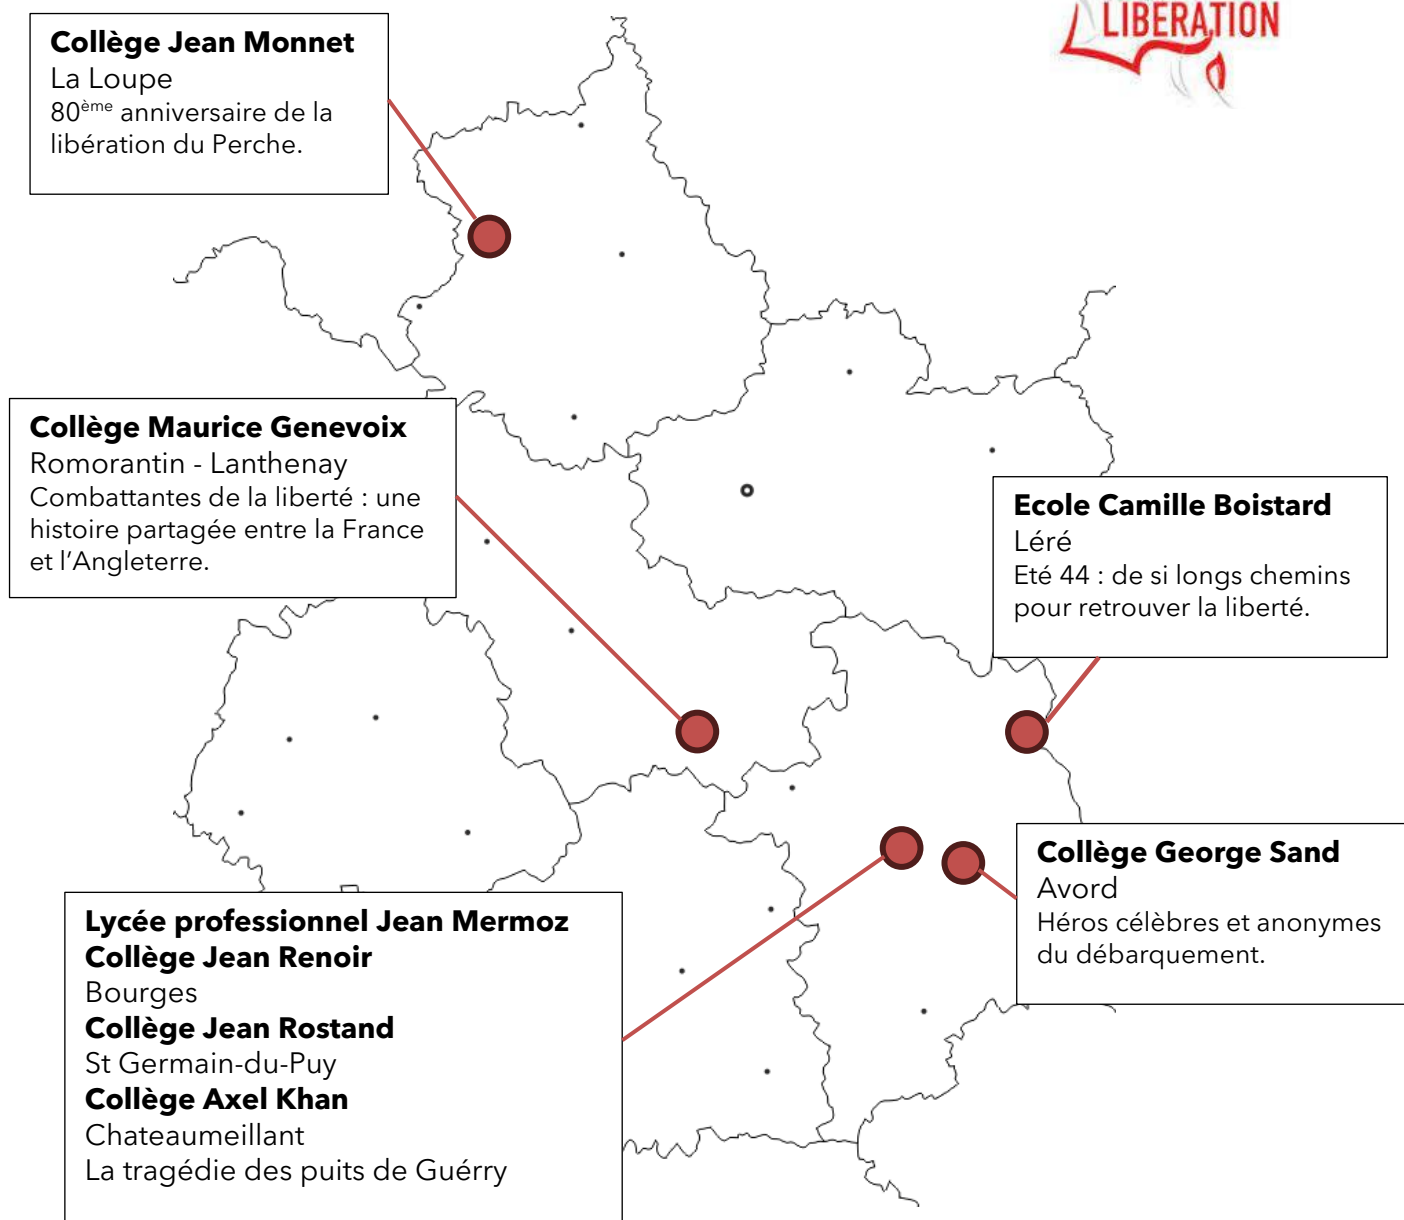 LIBERATION
Collège Jean Monnet
La Loupe
80ème anniversaire de la
libération du Perche.
Collège Maurice Genevoix
Romorantin - Lanthenay
Combattantes de la liberté : une
histoire partagée entre la France
et l'Angleterre.
Ecole Camille Boistard
Léré
Eté 44 : de si longs chemins
pour retrouver la liberté.
Collège George Sand
Avord
Héros célèbres et anonymes
du débarquement.
Lycée professionnel Jean Mermoz
Collège Jean Renoir
Bourges
Collège Jean Rostand
St Germain-du-Puy
Collège Axel Khan
Chateaumeillant
La tragédie des puits de Guérry